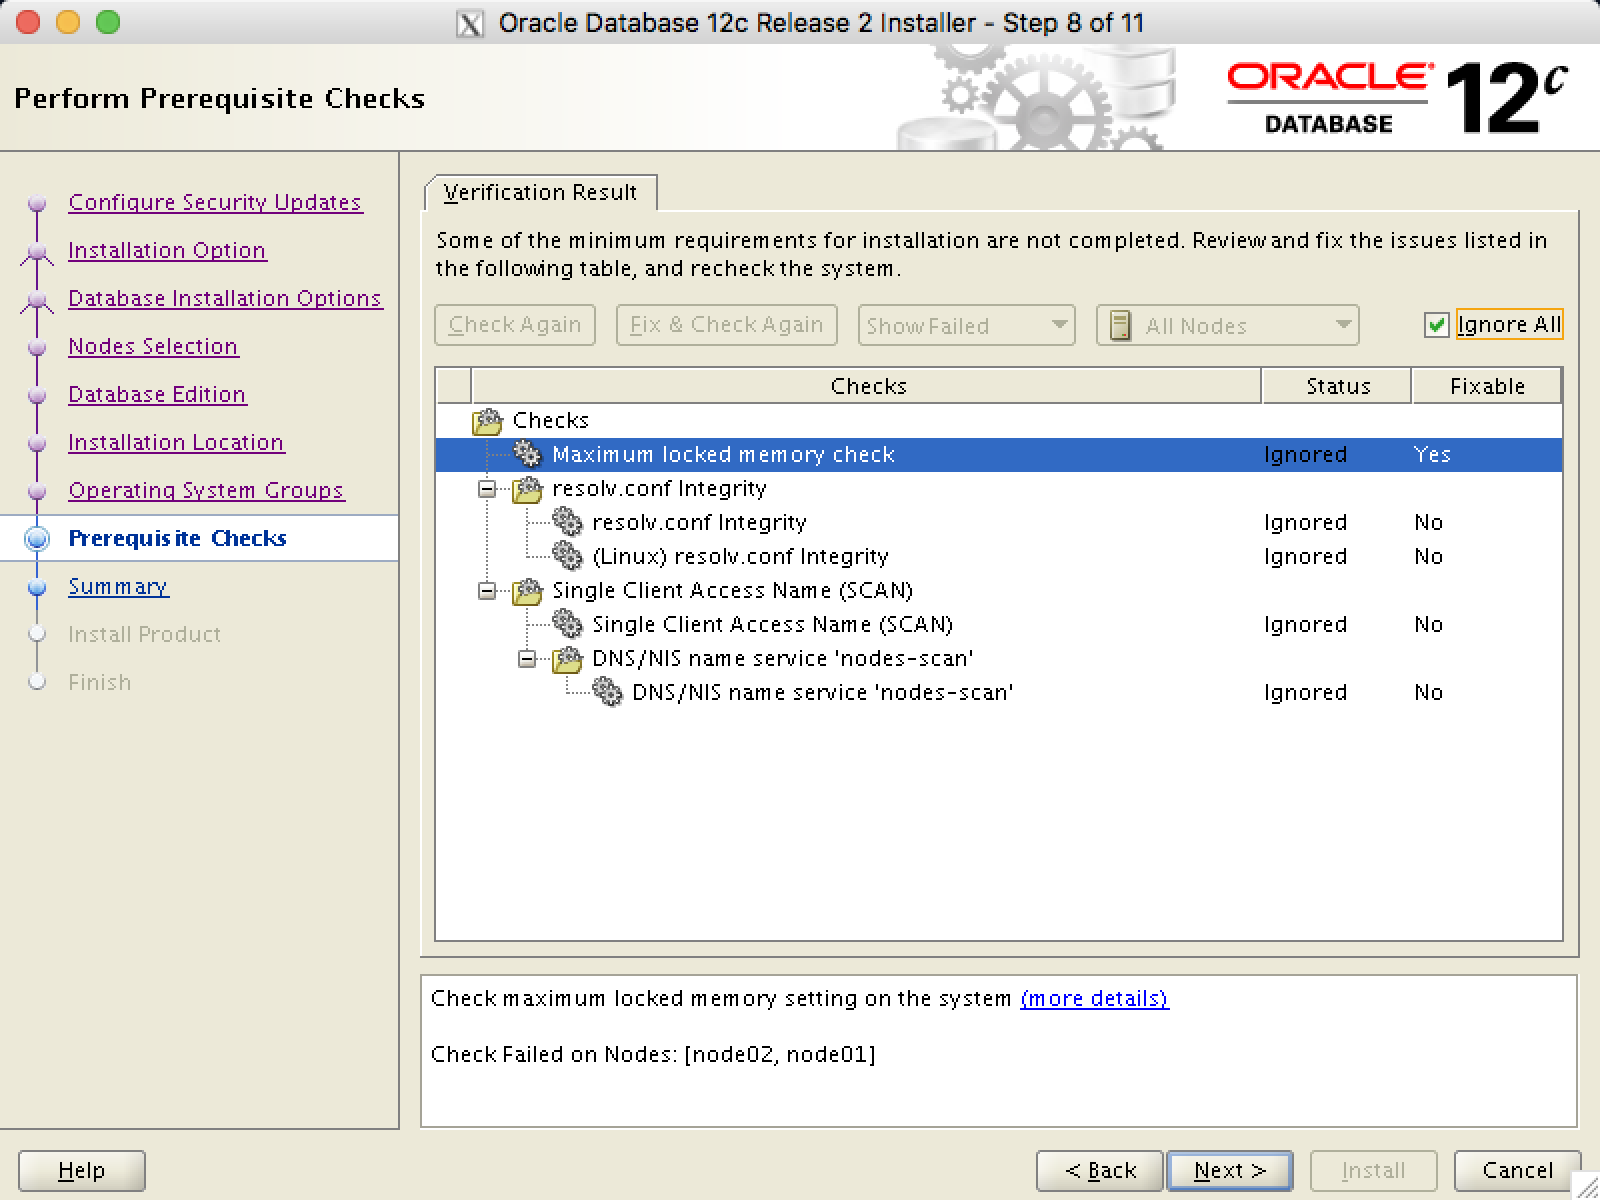 Oracle Database 12c Release 2 Installer - Step 8 of 11
Perform Prerequisite Checks
ORACLE
DATABASE
12c
Configure Security Updates
Installation Option
Database Installation Options
Nodes Selection
Database Edition
Installation Location
Operating System Groups
Prerequisite Checks
Summary
Install Product
Finish
Verification Result
Some of the minimum requirements for installation are not completed. Review and fix the issues listed in
the following table, and recheck the system.
Check Again Fix & Check Again Show Failed All Nodes Ignore All
Checks Status Fixable
Checks
Maximum locked memory check Ignored Yes
resolv.conf Integrity
resolv.conf Integrity Ignored No
(Linux) resolv.conf Integrity Ignored No
Single Client Access Name (SCAN)
Single Client Access Name (SCAN) Ignored No
DNS/NIS name service 'nodes-scan'
DNS/NIS name service 'nodes-scan' Ignored No
Check maximum locked memory setting on the system (more details)
Check Failed on Nodes: [node02, node01]
Help < Back Next > Install Cancel